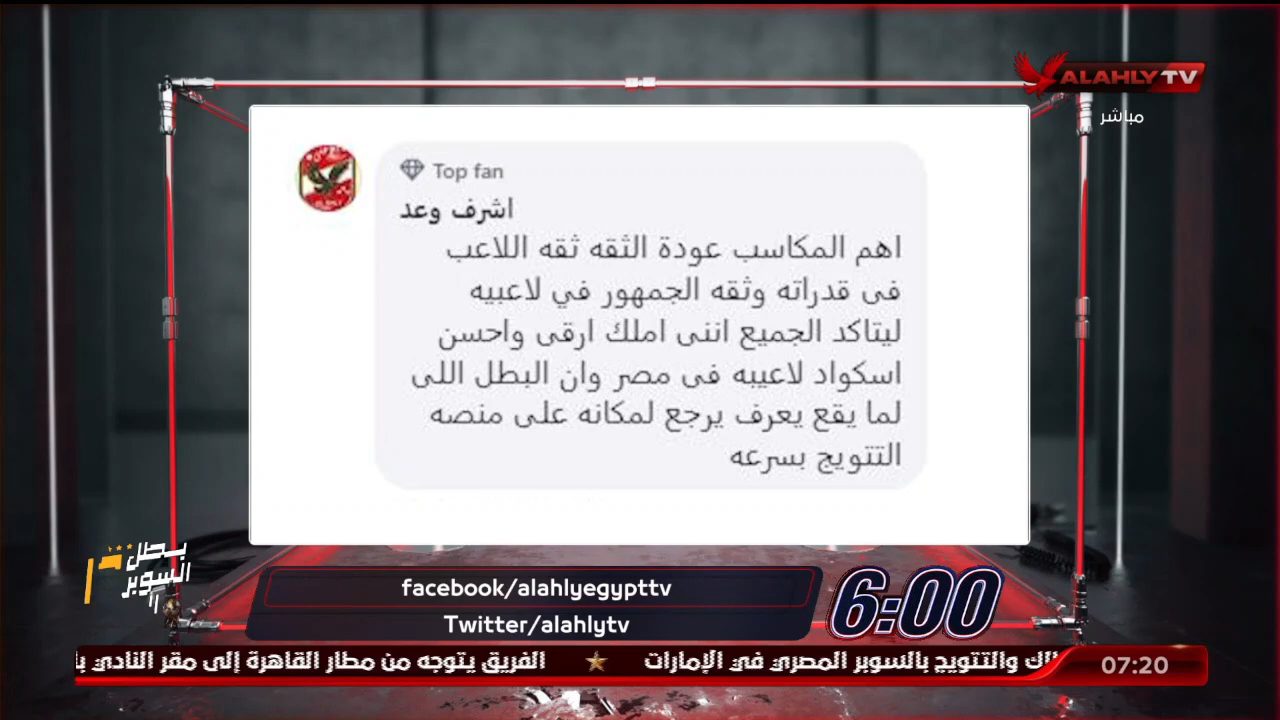 ALAHLY TV
مباشر
Top fan
اشرف وعد
اهم المكاسب عودة الثقه ثقه اللاعب
فى قدراته وثقه الجمهور في لاعبيه
ليتاكد الجميع اننى املك ارقى واحسن
اسكواد لاعيبه فى مصر وان البطل اللى
لما يقع يعرف يرجع لمكانه على منصه
التتويج بسرعه
بطل
السوبر
facebook/alahlyegypttv
Twitter/alahlytv
6:00
والتتويج بالسوبر المصري في الإمارات ★ الفريق يتوجه من مطار القاهرة إلى مقر النادي
07:20